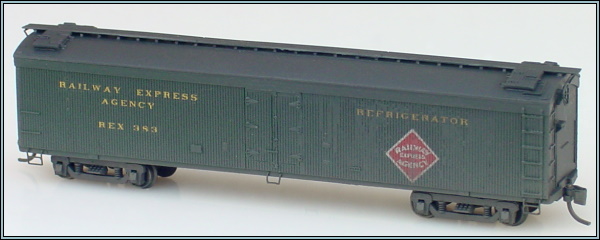 RAILWAY EXPRESS
AGENCY
REX 383
REFRIGERATOR
RAILWAY
EXPRESS
AGENCY